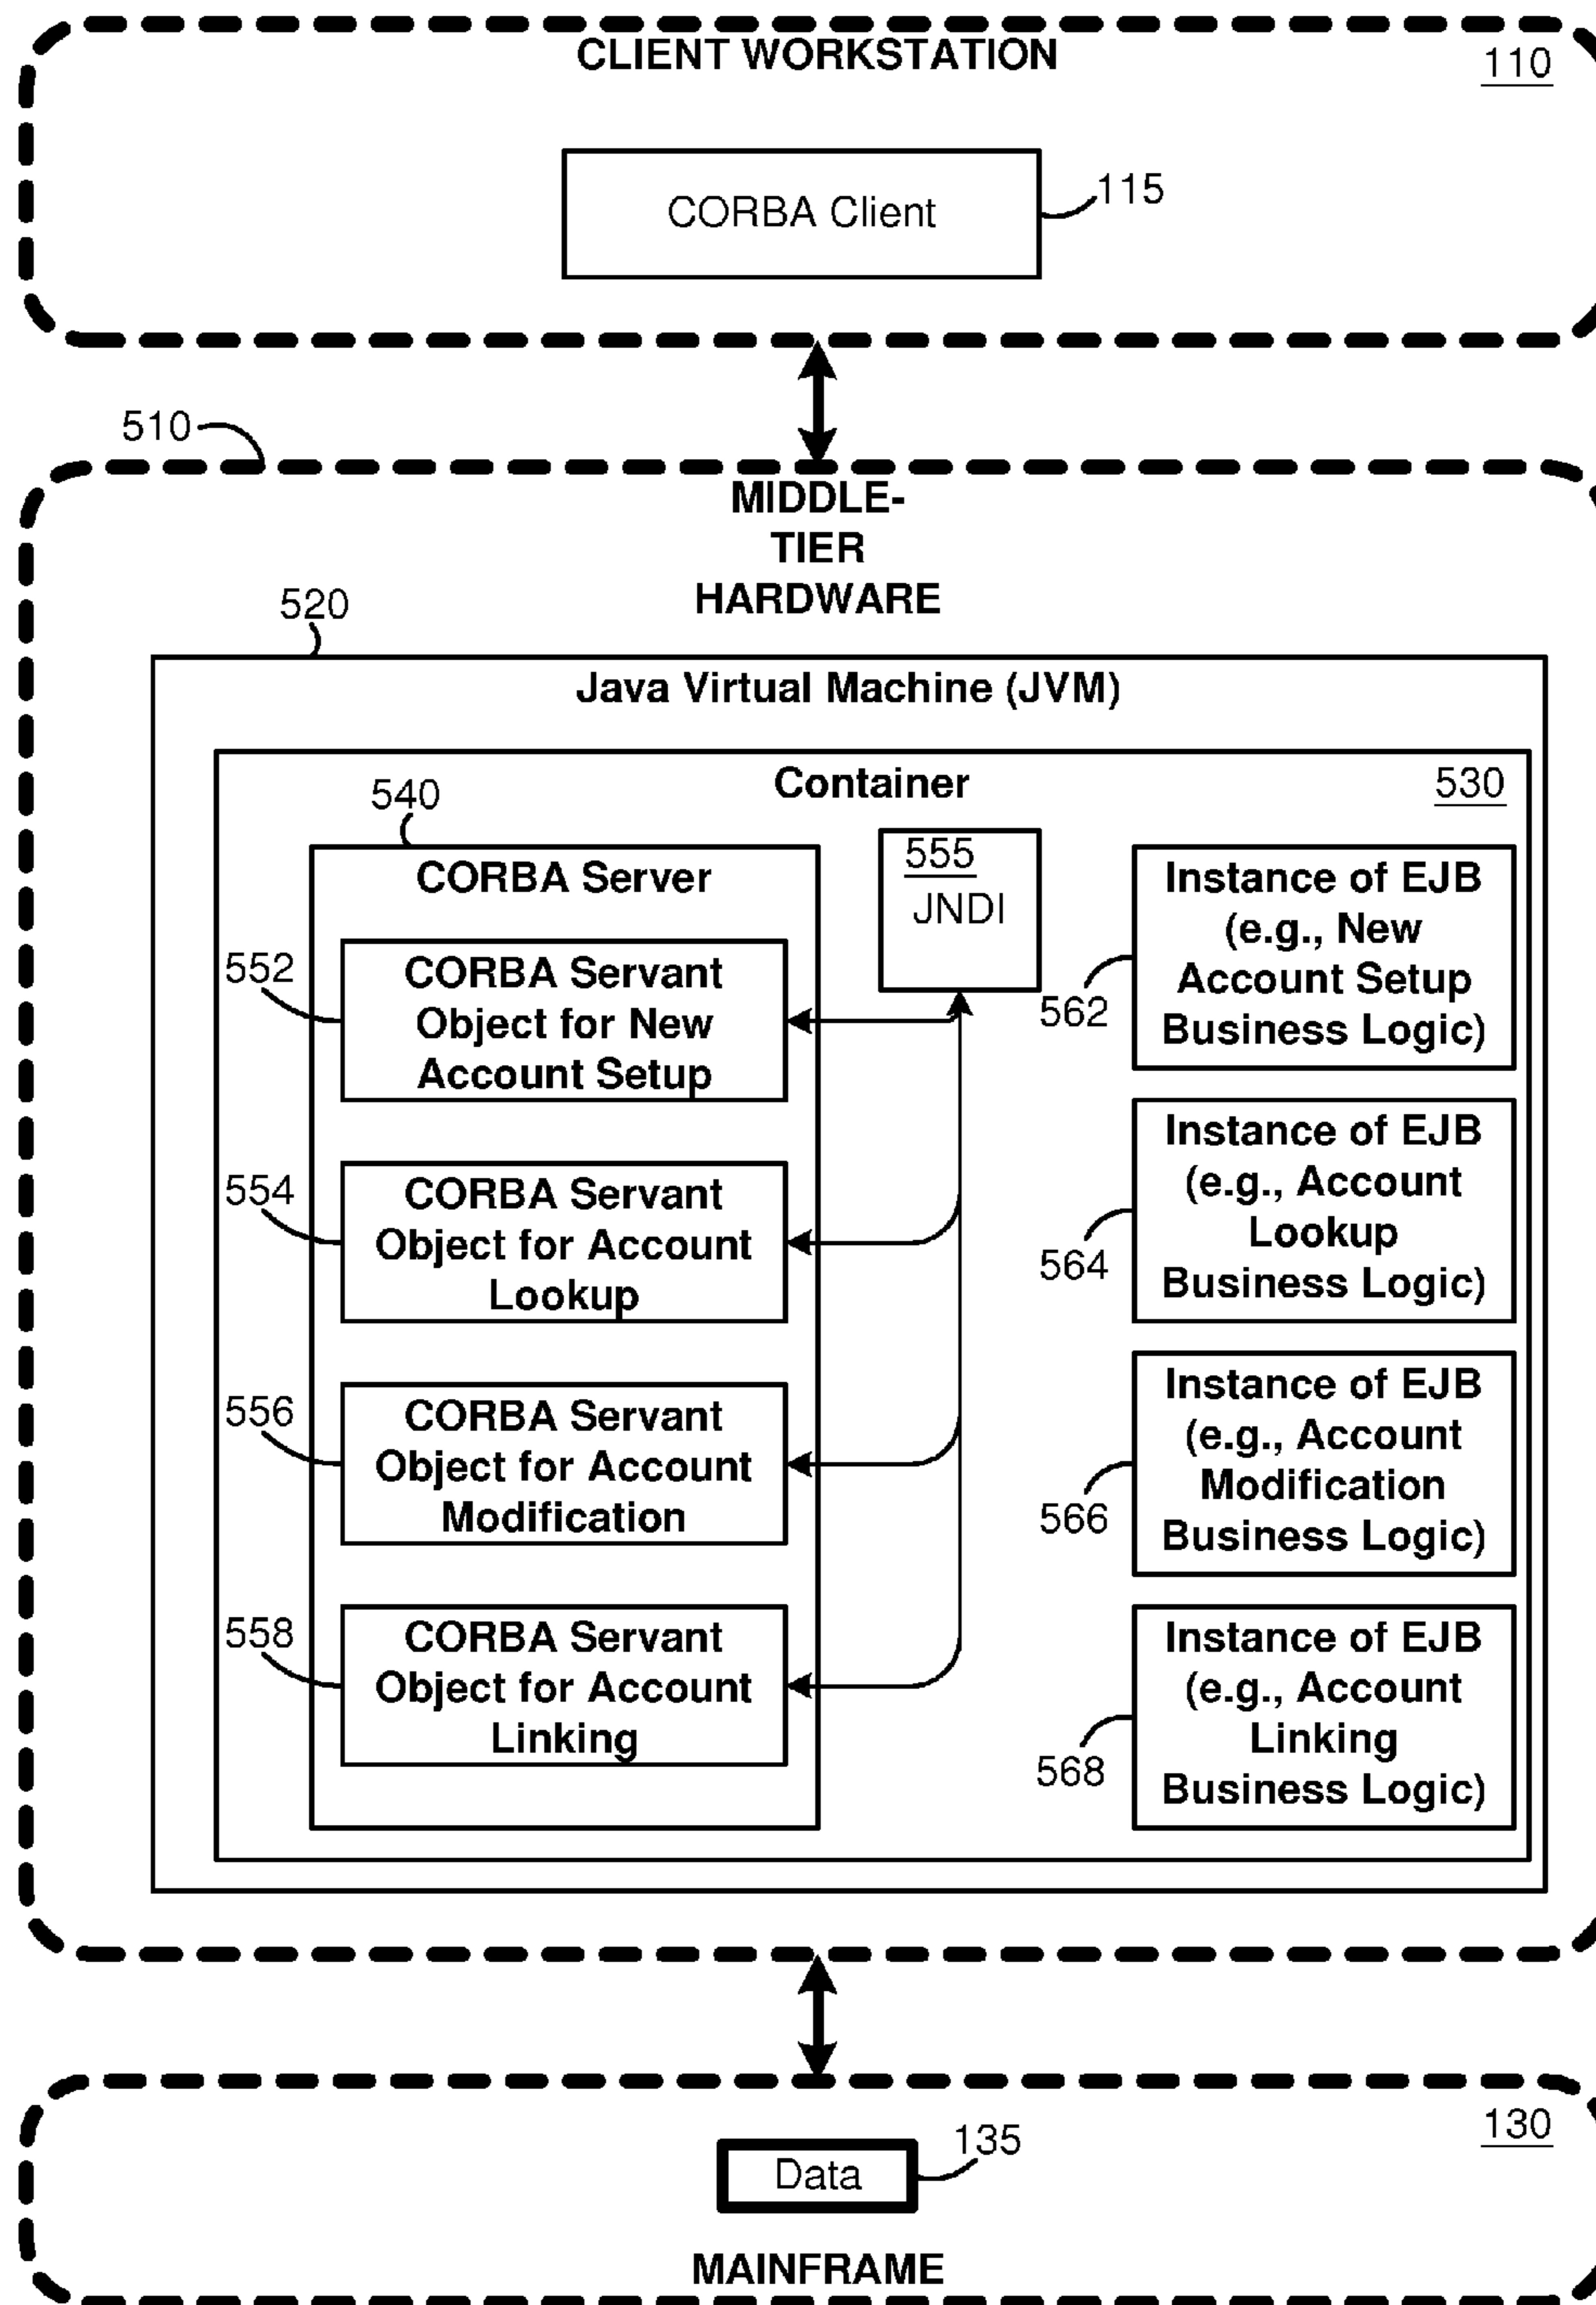 CLIENT WORKSTATION
110
CORBA Client
115
510
MIDDLE-
TIER
HARDWARE
520
Java Virtual Machine (JVM)
Container
530
540
CORBA Server
555
JNDI
552
CORBA Servant
Object for New
Account Setup
554
CORBA Servant
Object for Account
Lookup
556
CORBA Servant
Object for Account
Modification
558
CORBA Servant
Object for Account
Linking
Instance of EJB
(e.g., New
Account Setup
Business Logic)
562
Instance of EJB
(e.g., Account
Lookup
Business Logic)
564
Instance of EJB
(e.g., Account
Modification
Business Logic)
566
Instance of EJB
(e.g., Account
Linking
Business Logic)
568
130
135
Data
MAINFRAME